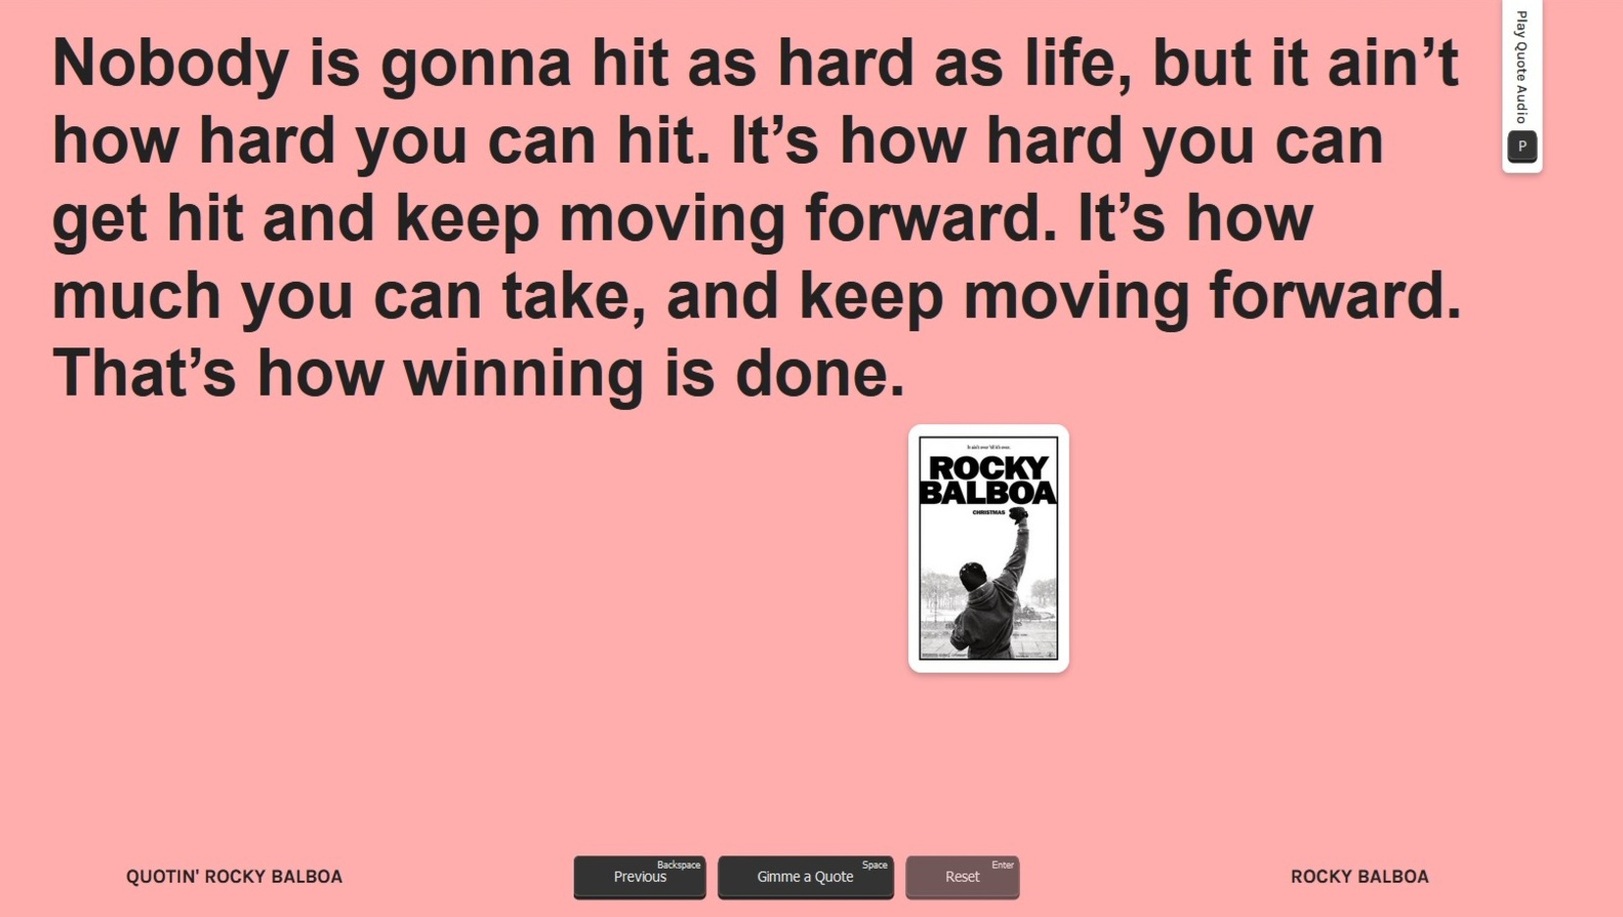 Nobody is gonna hit as hard as life, but it ain’t
how hard you can hit. It’s how hard you can
get hit and keep moving forward. It’s how
much you can take, and keep moving forward.
That’s how winning is done.
Play Quote Audio
P
ROCKY
BALBOA
CHRISTMAS
QUOTIN' ROCKY BALBOA
Backspace
Previous
Space
Gimme a Quote
Enter
Reset
ROCKY BALBOA